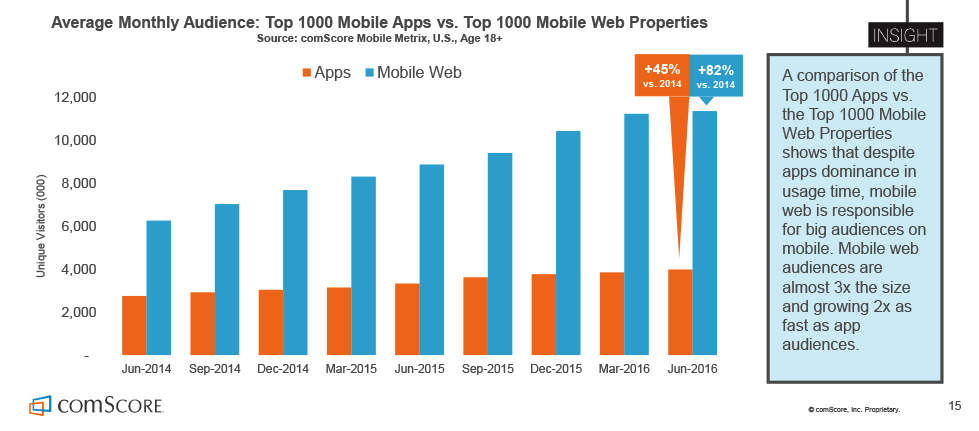 Average Monthly Audience: Top 1000 Mobile Apps vs. Top 1000 Mobile Web Properties
Source: comScore Mobile Metrix, U.S., Age 18+
INSIGHT
Apps Mobile Web
+45%
vs. 2014
+82%
vs. 2014
Unique Visitors (000)
12,000
10,000
8,000
6,000
4,000
2,000
-
Jun-2014 Sep-2014 Dec-2014 Mar-2015 Jun-2015 Sep-2015 Dec-2015 Mar-2016 Jun-2016
A comparison of the
Top 1000 Apps vs.
the Top 1000 Mobile
Web Properties
shows that despite
apps dominance in
usage time, mobile
web is responsible
for big audiences on
mobile. Mobile web
audiences are
almost 3x the size
and growing 2x as
fast as app
audiences.
comScore.
© comScore, Inc. Proprietary.
15